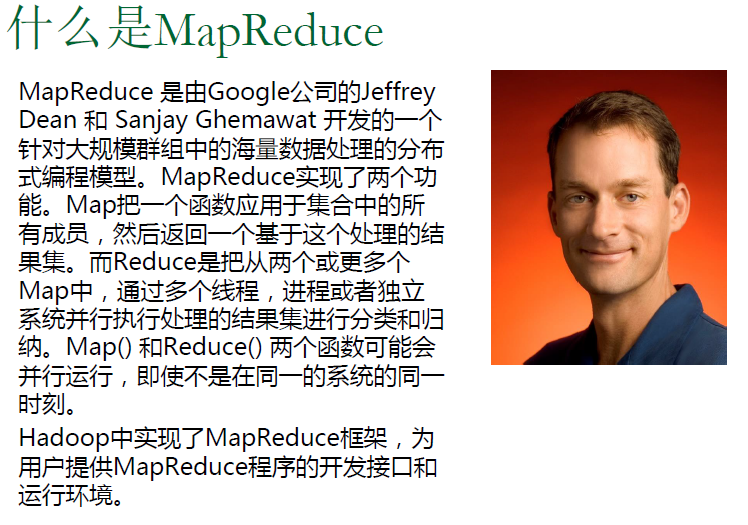 什么是MapReduce
MapReduce 是由Google公司的Jeffrey
Dean 和 Sanjay Ghemawat 开发的一个
针对大规模群组中的海量数据处理的分布
式编程模型。MapReduce实现了两个功
能。Map把一个函数应用于集合中的所
有成员，然后返回一个基于这个处理的结
果集。而Reduce是把从两个或更多个
Map中，通过多个线程，进程或者独立
系统并行执行处理的结果集进行分类和归
纳。Map() 和Reduce() 两个函数可能会
并行运行，即使不是在同一的系统的同一
时刻。
Hadoop中实现了MapReduce框架，为
用户提供MapReduce程序的开发接口和
运行环境。